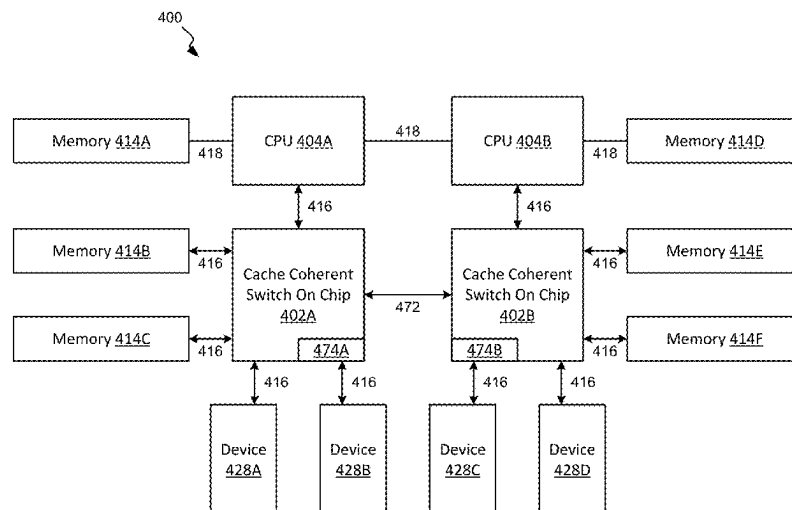 400
Memory 414A
418
CPU 404A
418
CPU 404B
418
Memory 414D
416
416
Memory 414B
416
Cache Coherent
Switch On Chip
402A
472
Cache Coherent
Switch On Chip
402B
416
Memory 414E
Memory 414C
416
474A
474B
416
Memory 414F
416
416
416
416
Device
428A
Device
428B
Device
428C
Device
428D